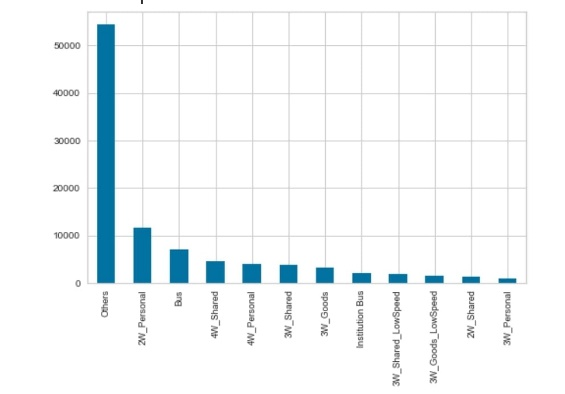 50000
40000
30000
20000
10000
0
Others
2W_Personal
Bus
4W_Shared
4W_Personal
3W_Shared
3W_Goods
Institution Bus
3W_Shared_LowSpeed
3W_Goods_LowSpeed
2W_Shared
3W_Personal